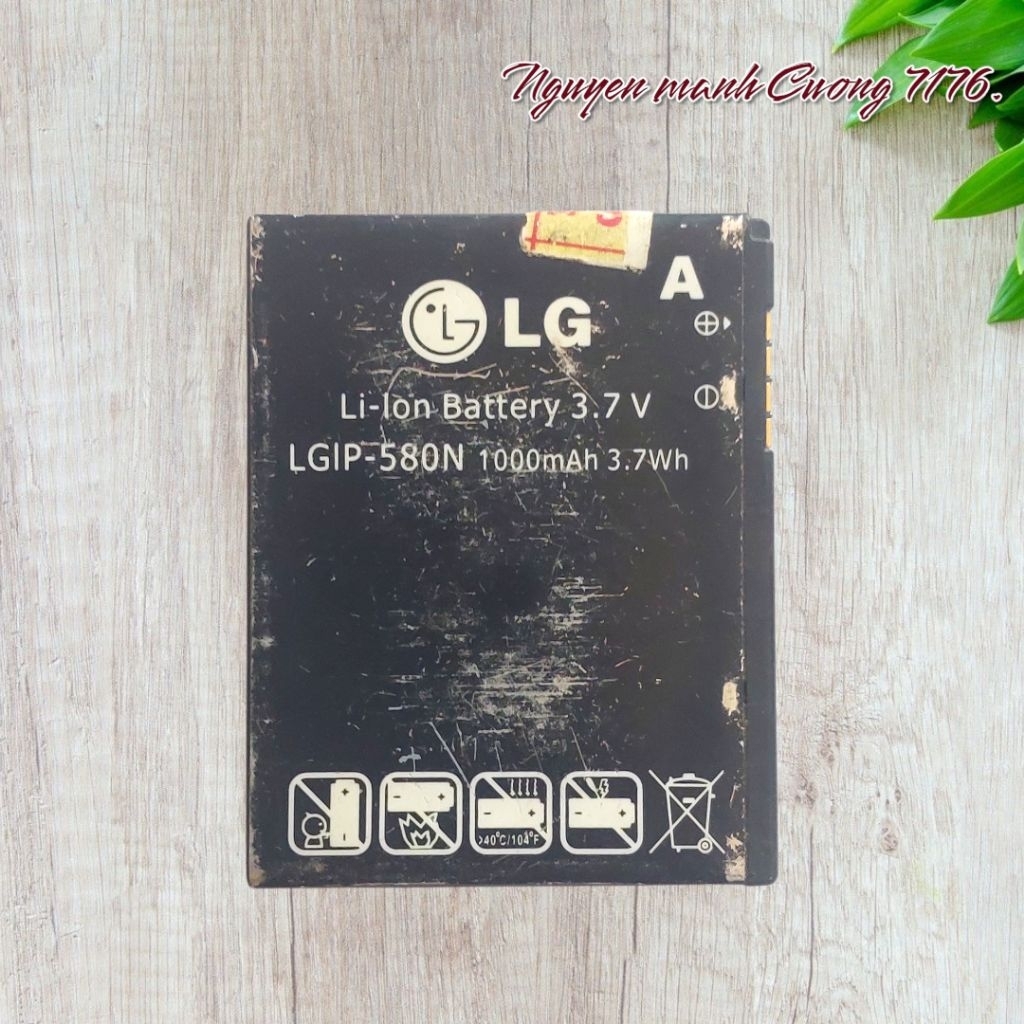 Nguyen manh Cuong 7176.
A
LG
Li-Ion Battery 3.7 V
LGIP-580N 1000mAh 3.7Wh
>40°C/104°F